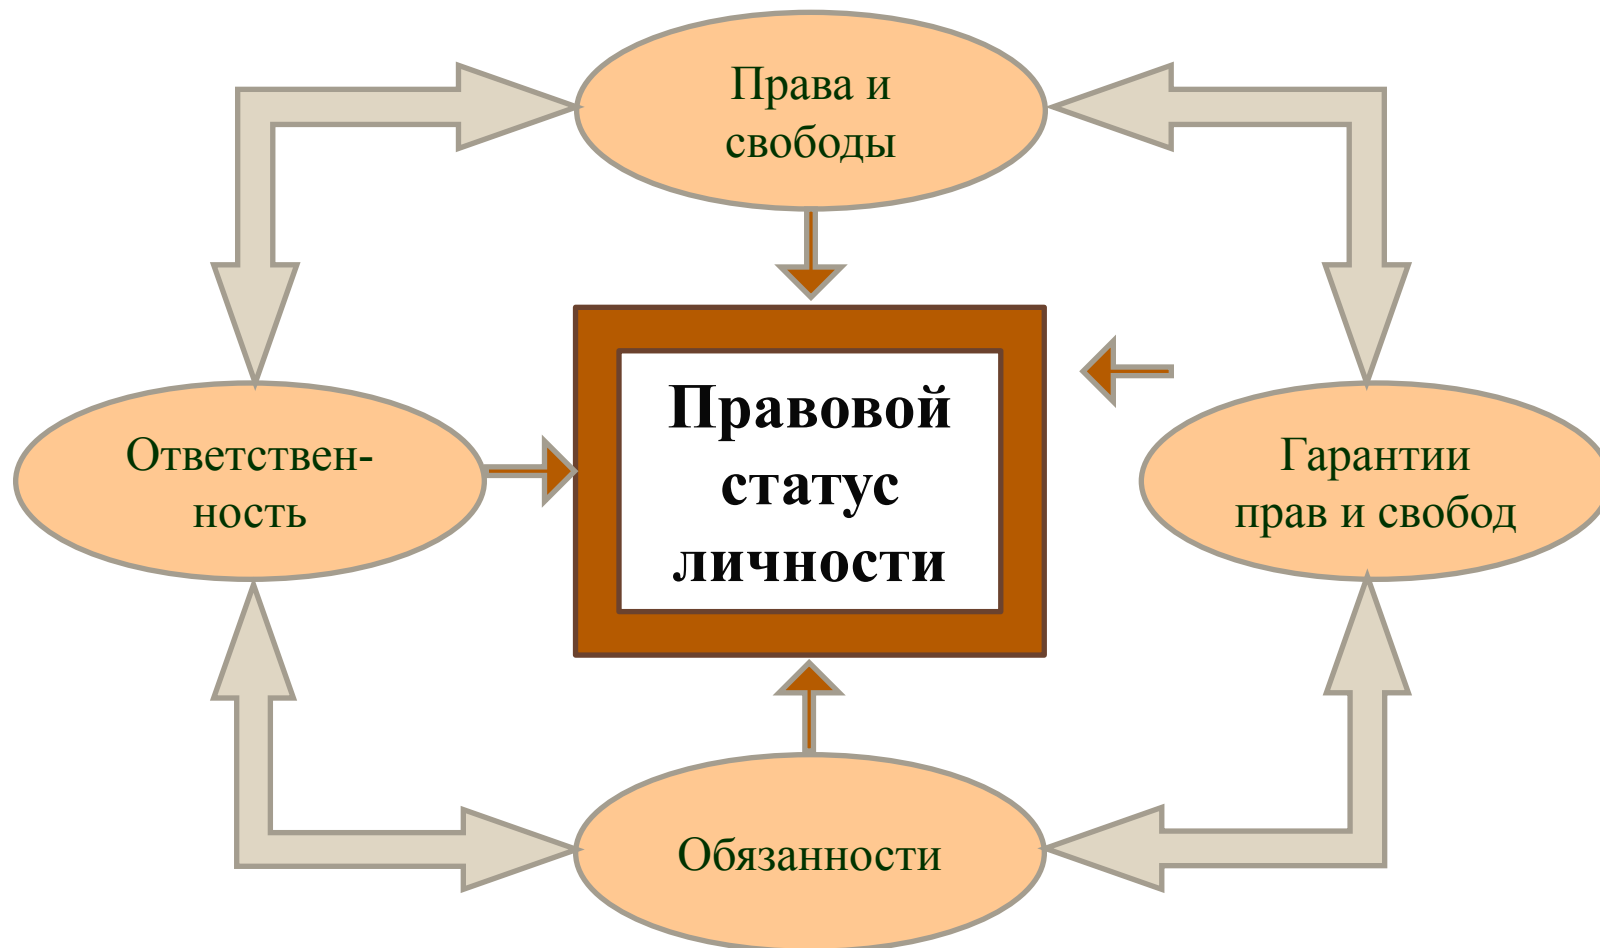 Права и
свободы
Правовой
статус
личности
Ответствен-
ность
Гарантии
прав и свобод
Обязанности